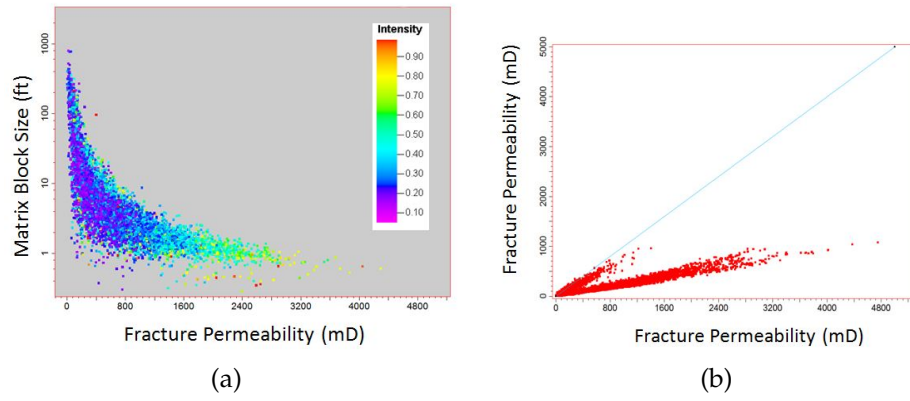 Intensity
0.90
0.80
0.70
0.60
0.50
0.40
0.30
0.20
0.10
1000
100
10
1
Matrix Block Size (ft)
0 800 1600 2400 3200 4000 4800
Fracture Permeability (mD)
(a)
5000
4000
3000
2000
1000
0
Fracture Permeability (mD)
0 800 1600 2400 3200 4000 4800
Fracture Permeability (mD)
(b)